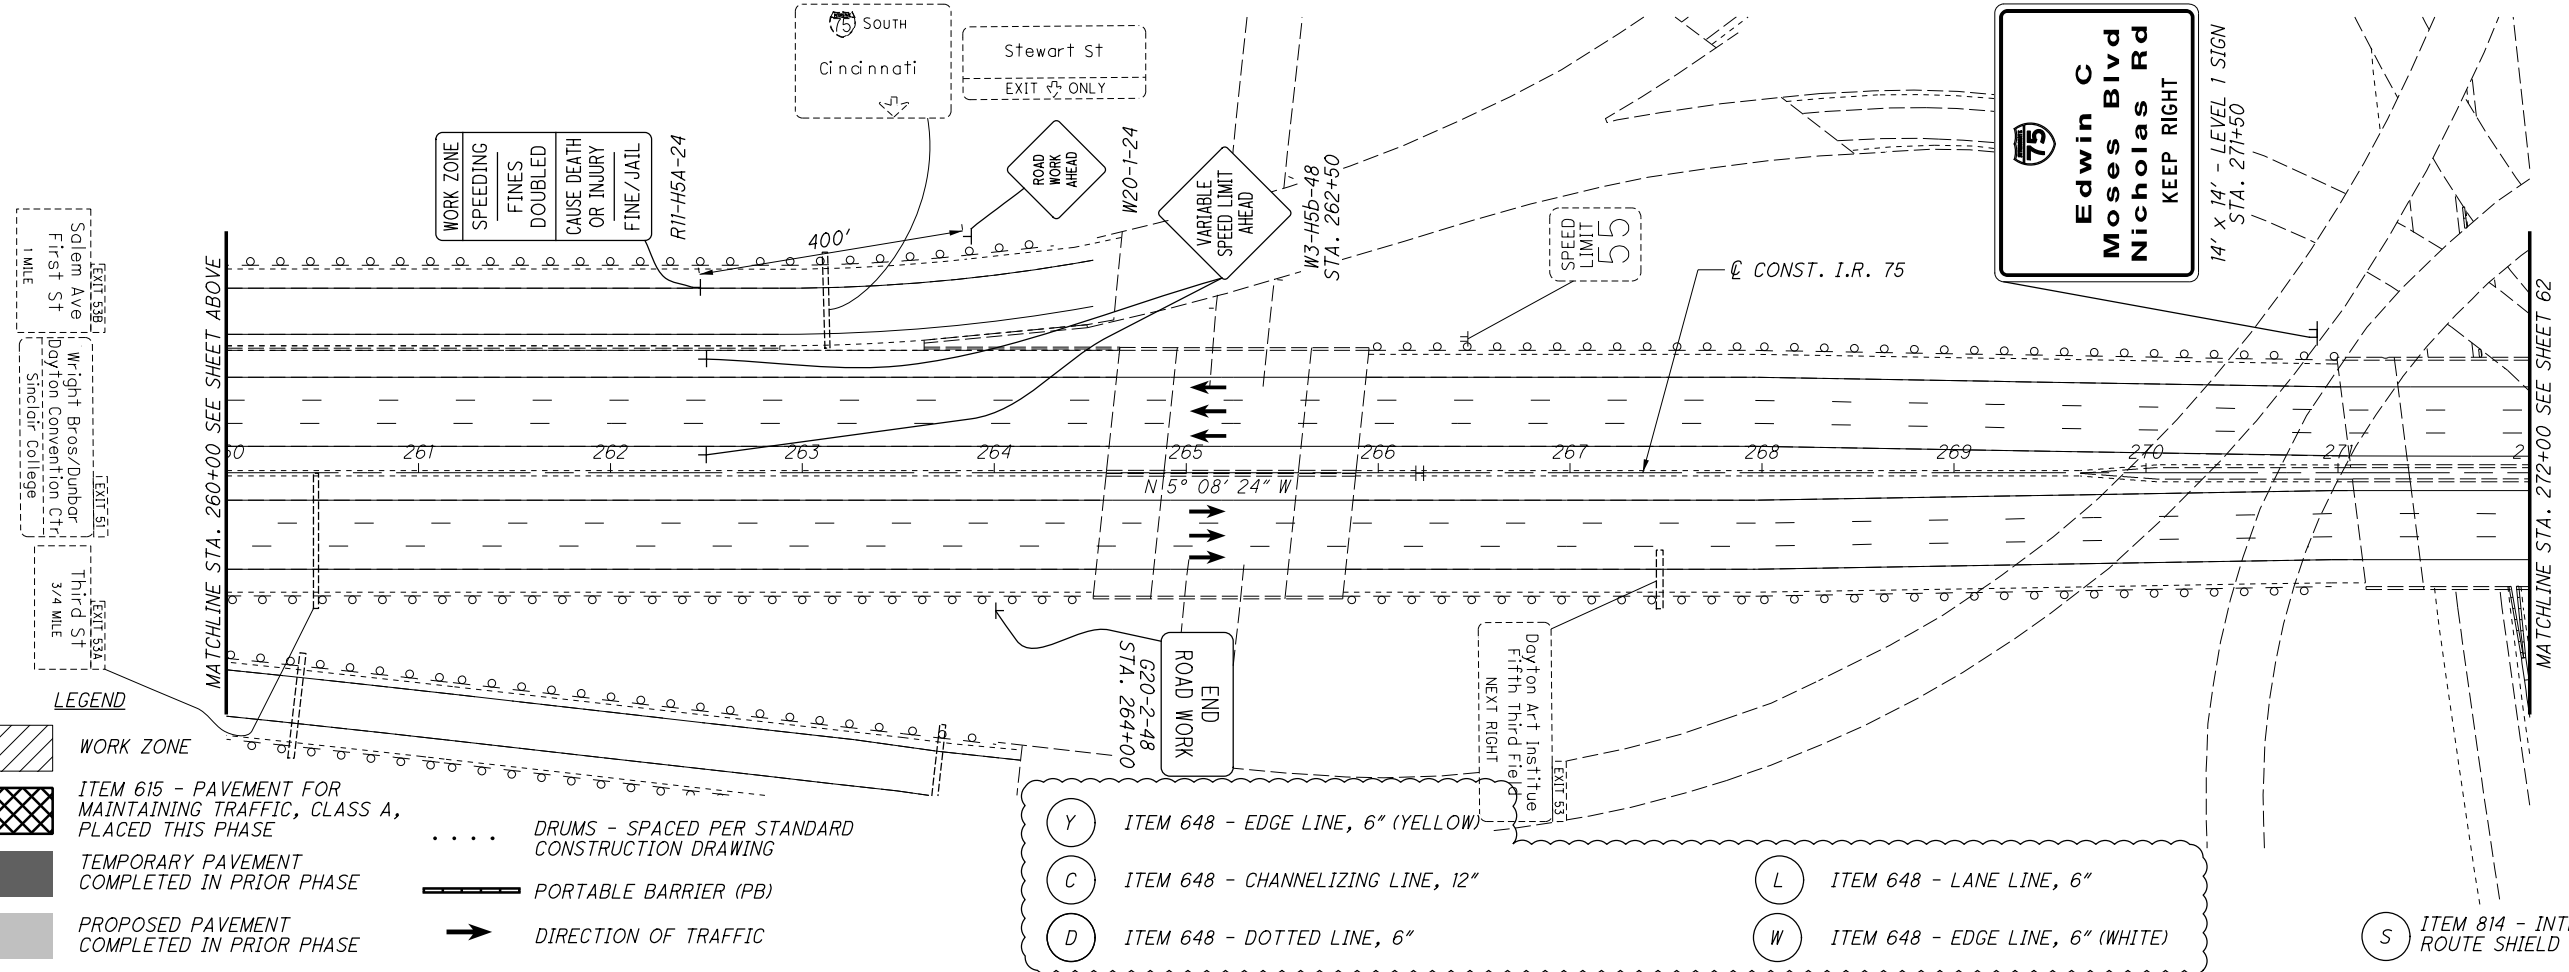 75 SOUTH
Cincinnati
Stewart St
EXIT ONLY
WORK ZONE
SPEEDING
FINES
DOUBLED
CAUSE DEATH
OR INJURY
FINE/JAIL
R11-H5A-24
400'
ROAD
WORK
AHEAD
W20-1-24
VARIABLE
SPEED LIMIT
AHEAD
W3-H5b-48
STA. 262+50
SPEED
LIMIT
55
℄ CONST. I.R. 75
75
Edwin C
Moses Blvd
Nicholas Rd
KEEP RIGHT
14' x 14' - LEVEL 1 SIGN
STA. 271+50
EXIT 53B
Salem Ave
First St
1 MILE
EXIT 51
Wright Bros/Dunbar
Dayton Convention Ctr
Sinclair College
EXIT 53A
Third St
3/4 MILE
MATCHLINE STA. 260+00 SEE SHEET ABOVE
60 261 262 263 264 265 266 267 268 269 270 271 2
N 5° 08' 24" W
MATCHLINE STA. 272+00 SEE SHEET 62
END
ROAD WORK
G20-2-48
STA. 264+00
Dayton Art Institue
Fifth Third Field
NEXT RIGHT
EXIT 53
LEGEND
WORK ZONE
ITEM 615 - PAVEMENT FOR
MAINTAINING TRAFFIC, CLASS A,
PLACED THIS PHASE
TEMPORARY PAVEMENT
COMPLETED IN PRIOR PHASE
PROPOSED PAVEMENT
COMPLETED IN PRIOR PHASE
DRUMS - SPACED PER STANDARD
CONSTRUCTION DRAWING
PORTABLE BARRIER (PB)
DIRECTION OF TRAFFIC
Y ITEM 648 - EDGE LINE, 6" (YELLOW)
C ITEM 648 - CHANNELIZING LINE, 12"
D ITEM 648 - DOTTED LINE, 6"
L ITEM 648 - LANE LINE, 6"
W ITEM 648 - EDGE LINE, 6" (WHITE)
S ITEM 814 - INT
ROUTE SHIELD